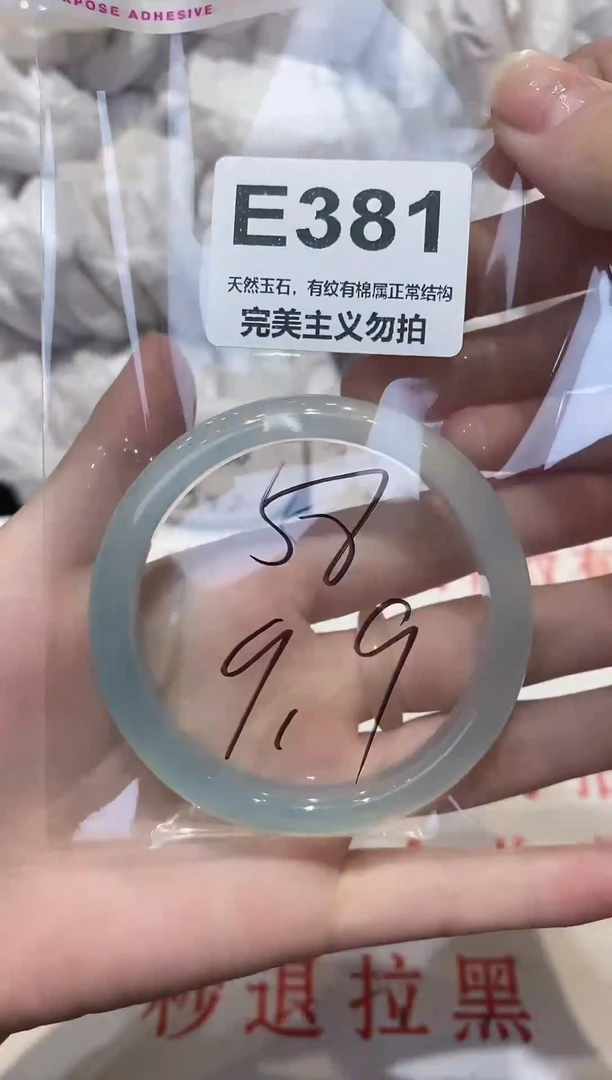 XPOSE ADHESIVE
E381
天然玉石，有纹有棉属正常结构
完美主义勿拍
58
9.9
秒退拉黑